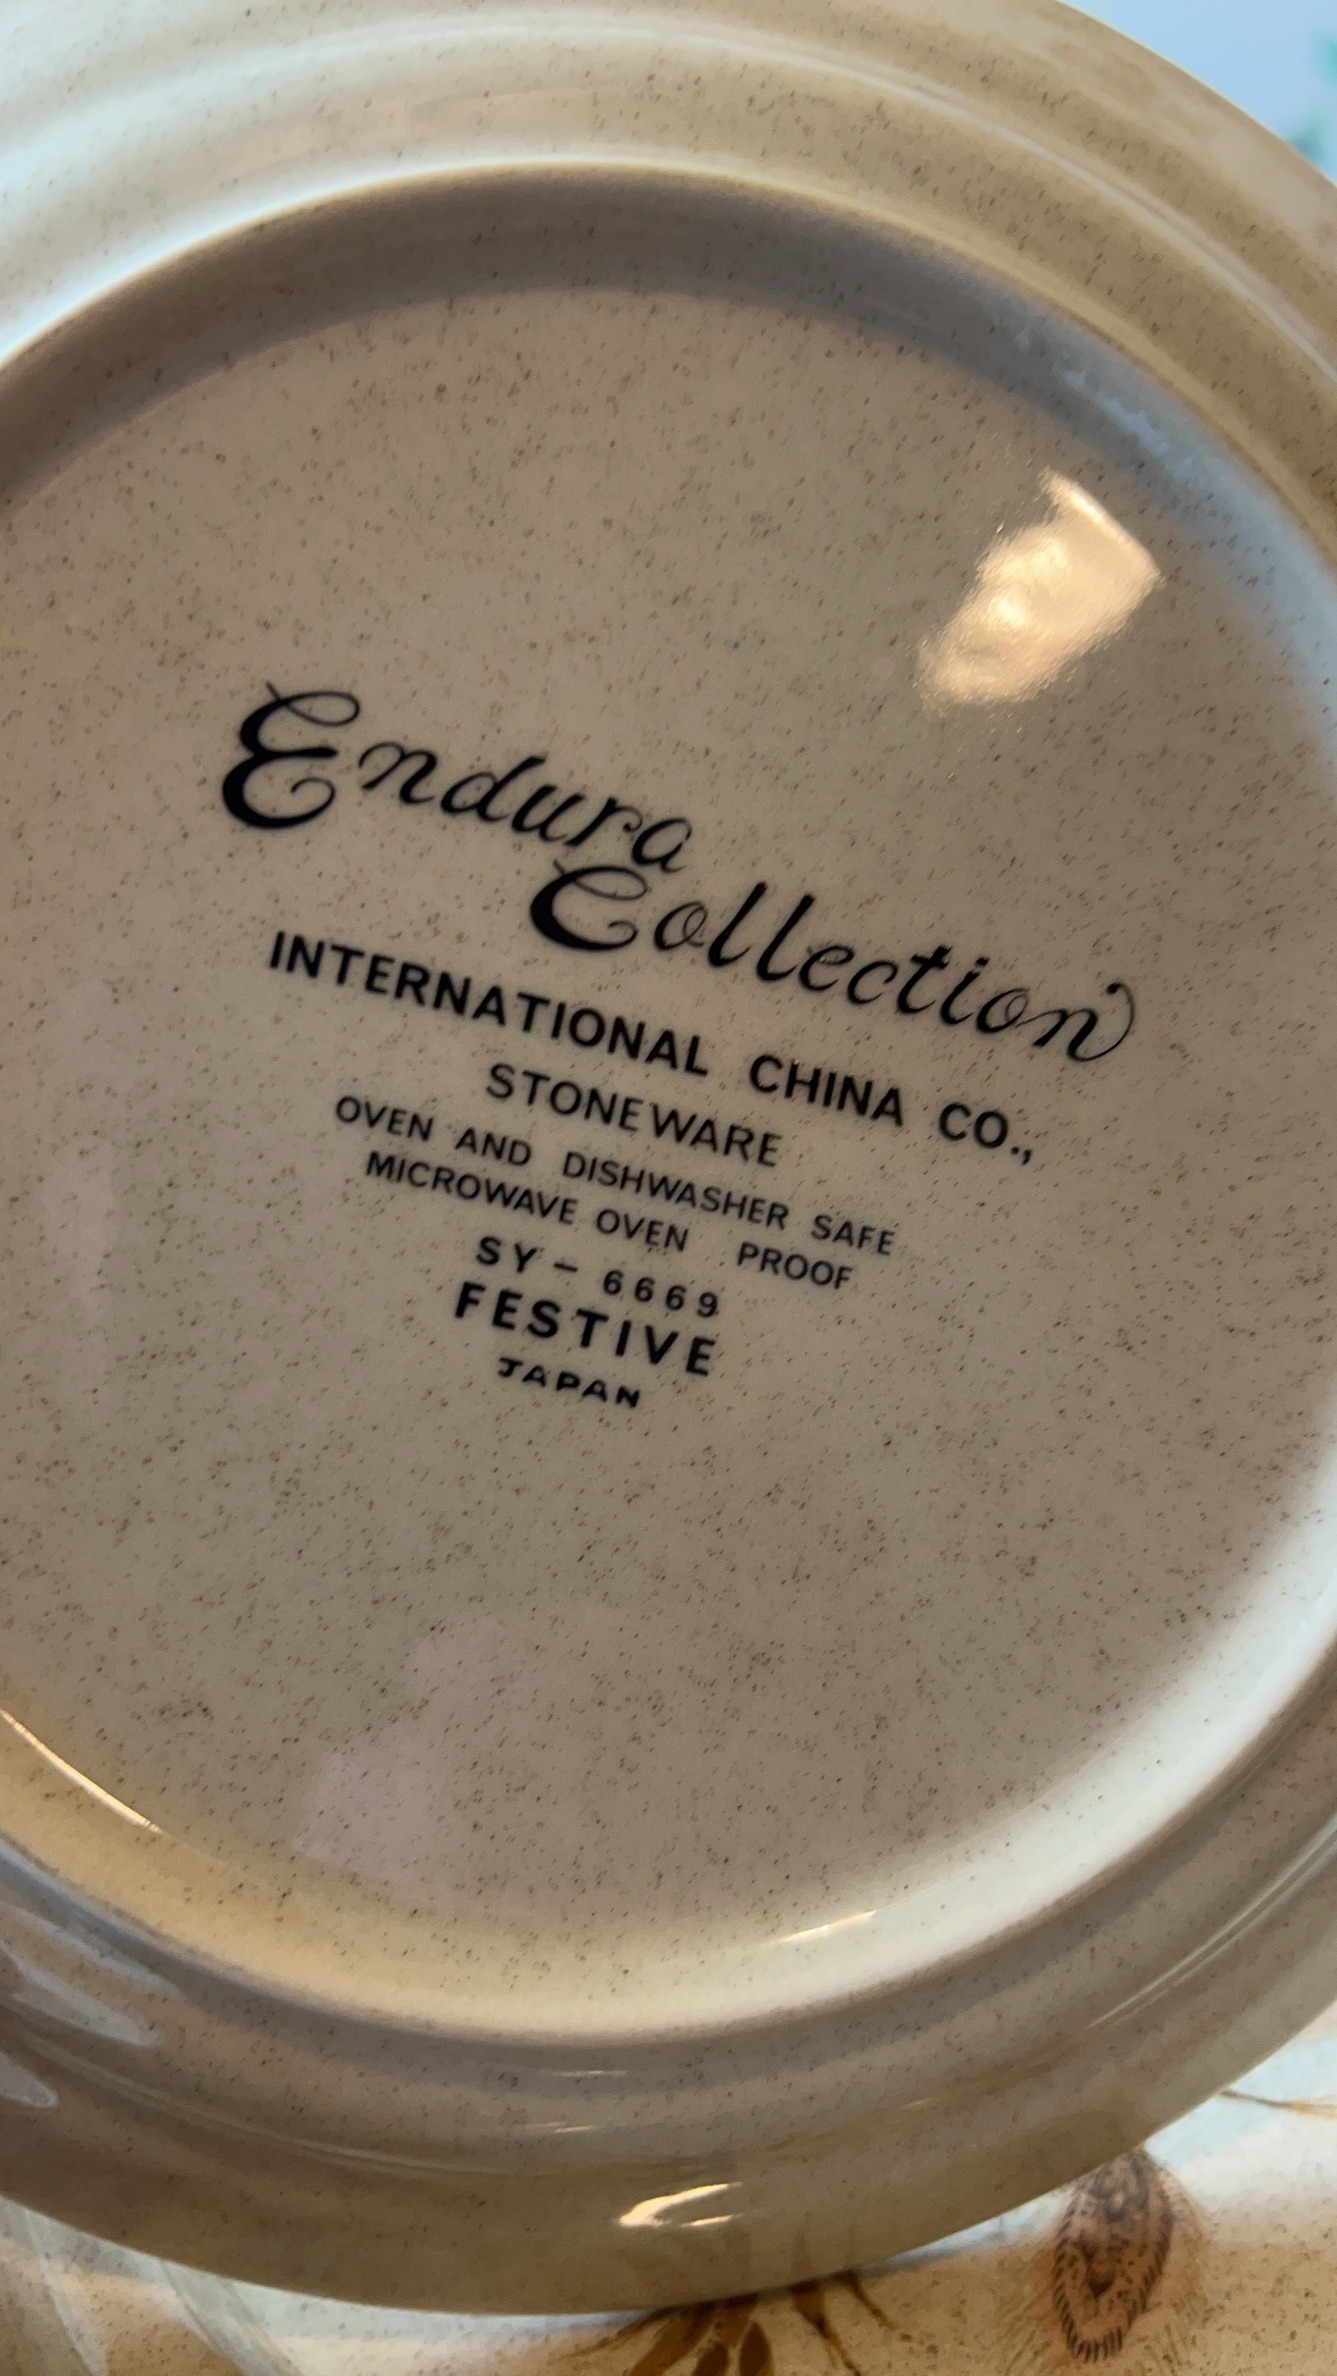 Endura
Collection
INTERNATIONAL CHINA CO.,
STONEWARE
OVEN AND DISHWASHER SAFE
MICROWAVE OVEN PROOF
SY - 6669
FESTIVE
JAPAN